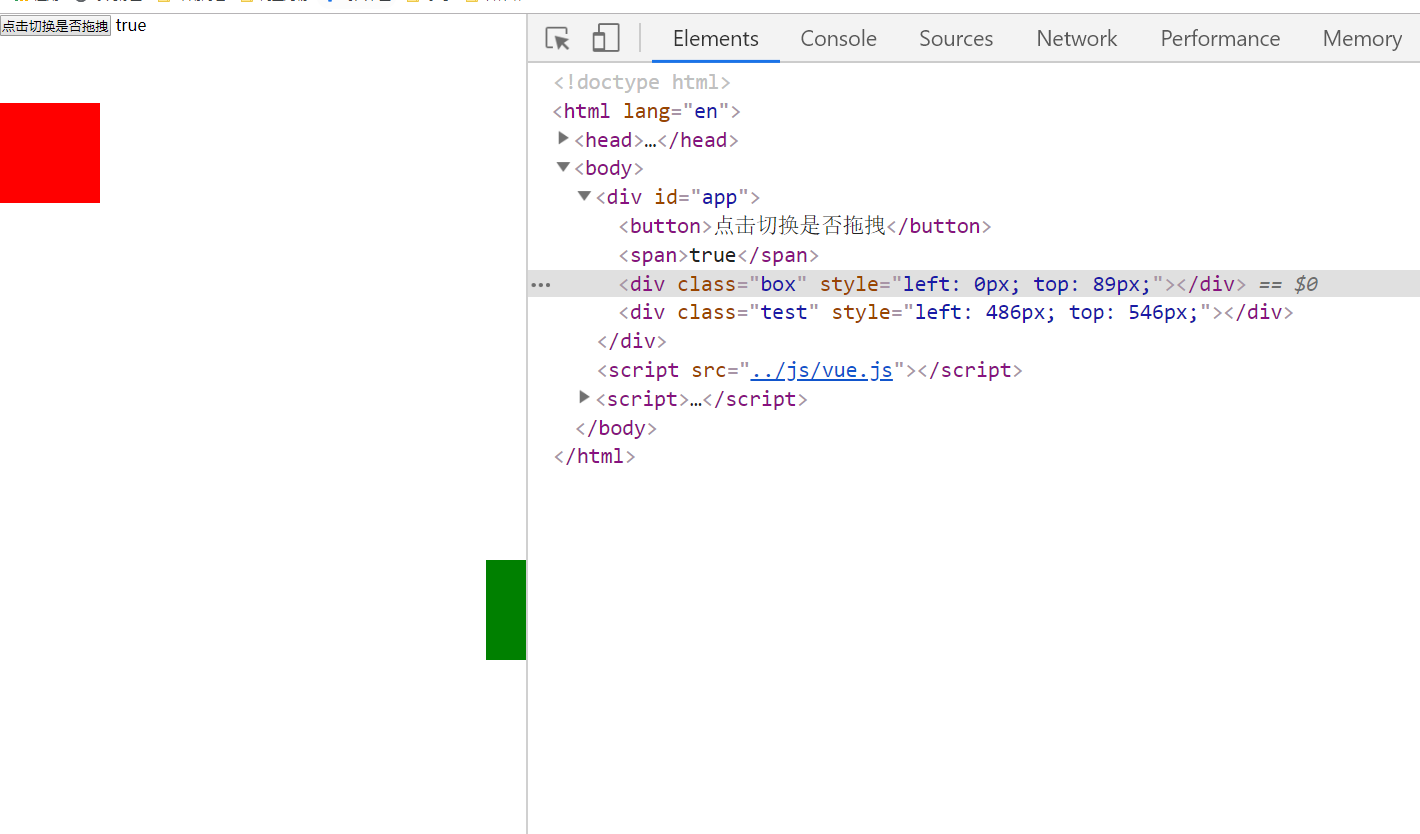 点击切换是否拖拽 true
Elements Console Sources Network Performance Memory
<!doctype html>
<html lang="en">
<head>…</head>
<body>
<div id="app">
<button>点击切换是否拖拽</button>
<span>true</span>
<div class="box" style="left: 0px; top: 89px;"></div> == $0
<div class="test" style="left: 486px; top: 546px;"></div>
</div>
<script src="../js/vue.js"></script>
<script>…</script>
</body>
</html>